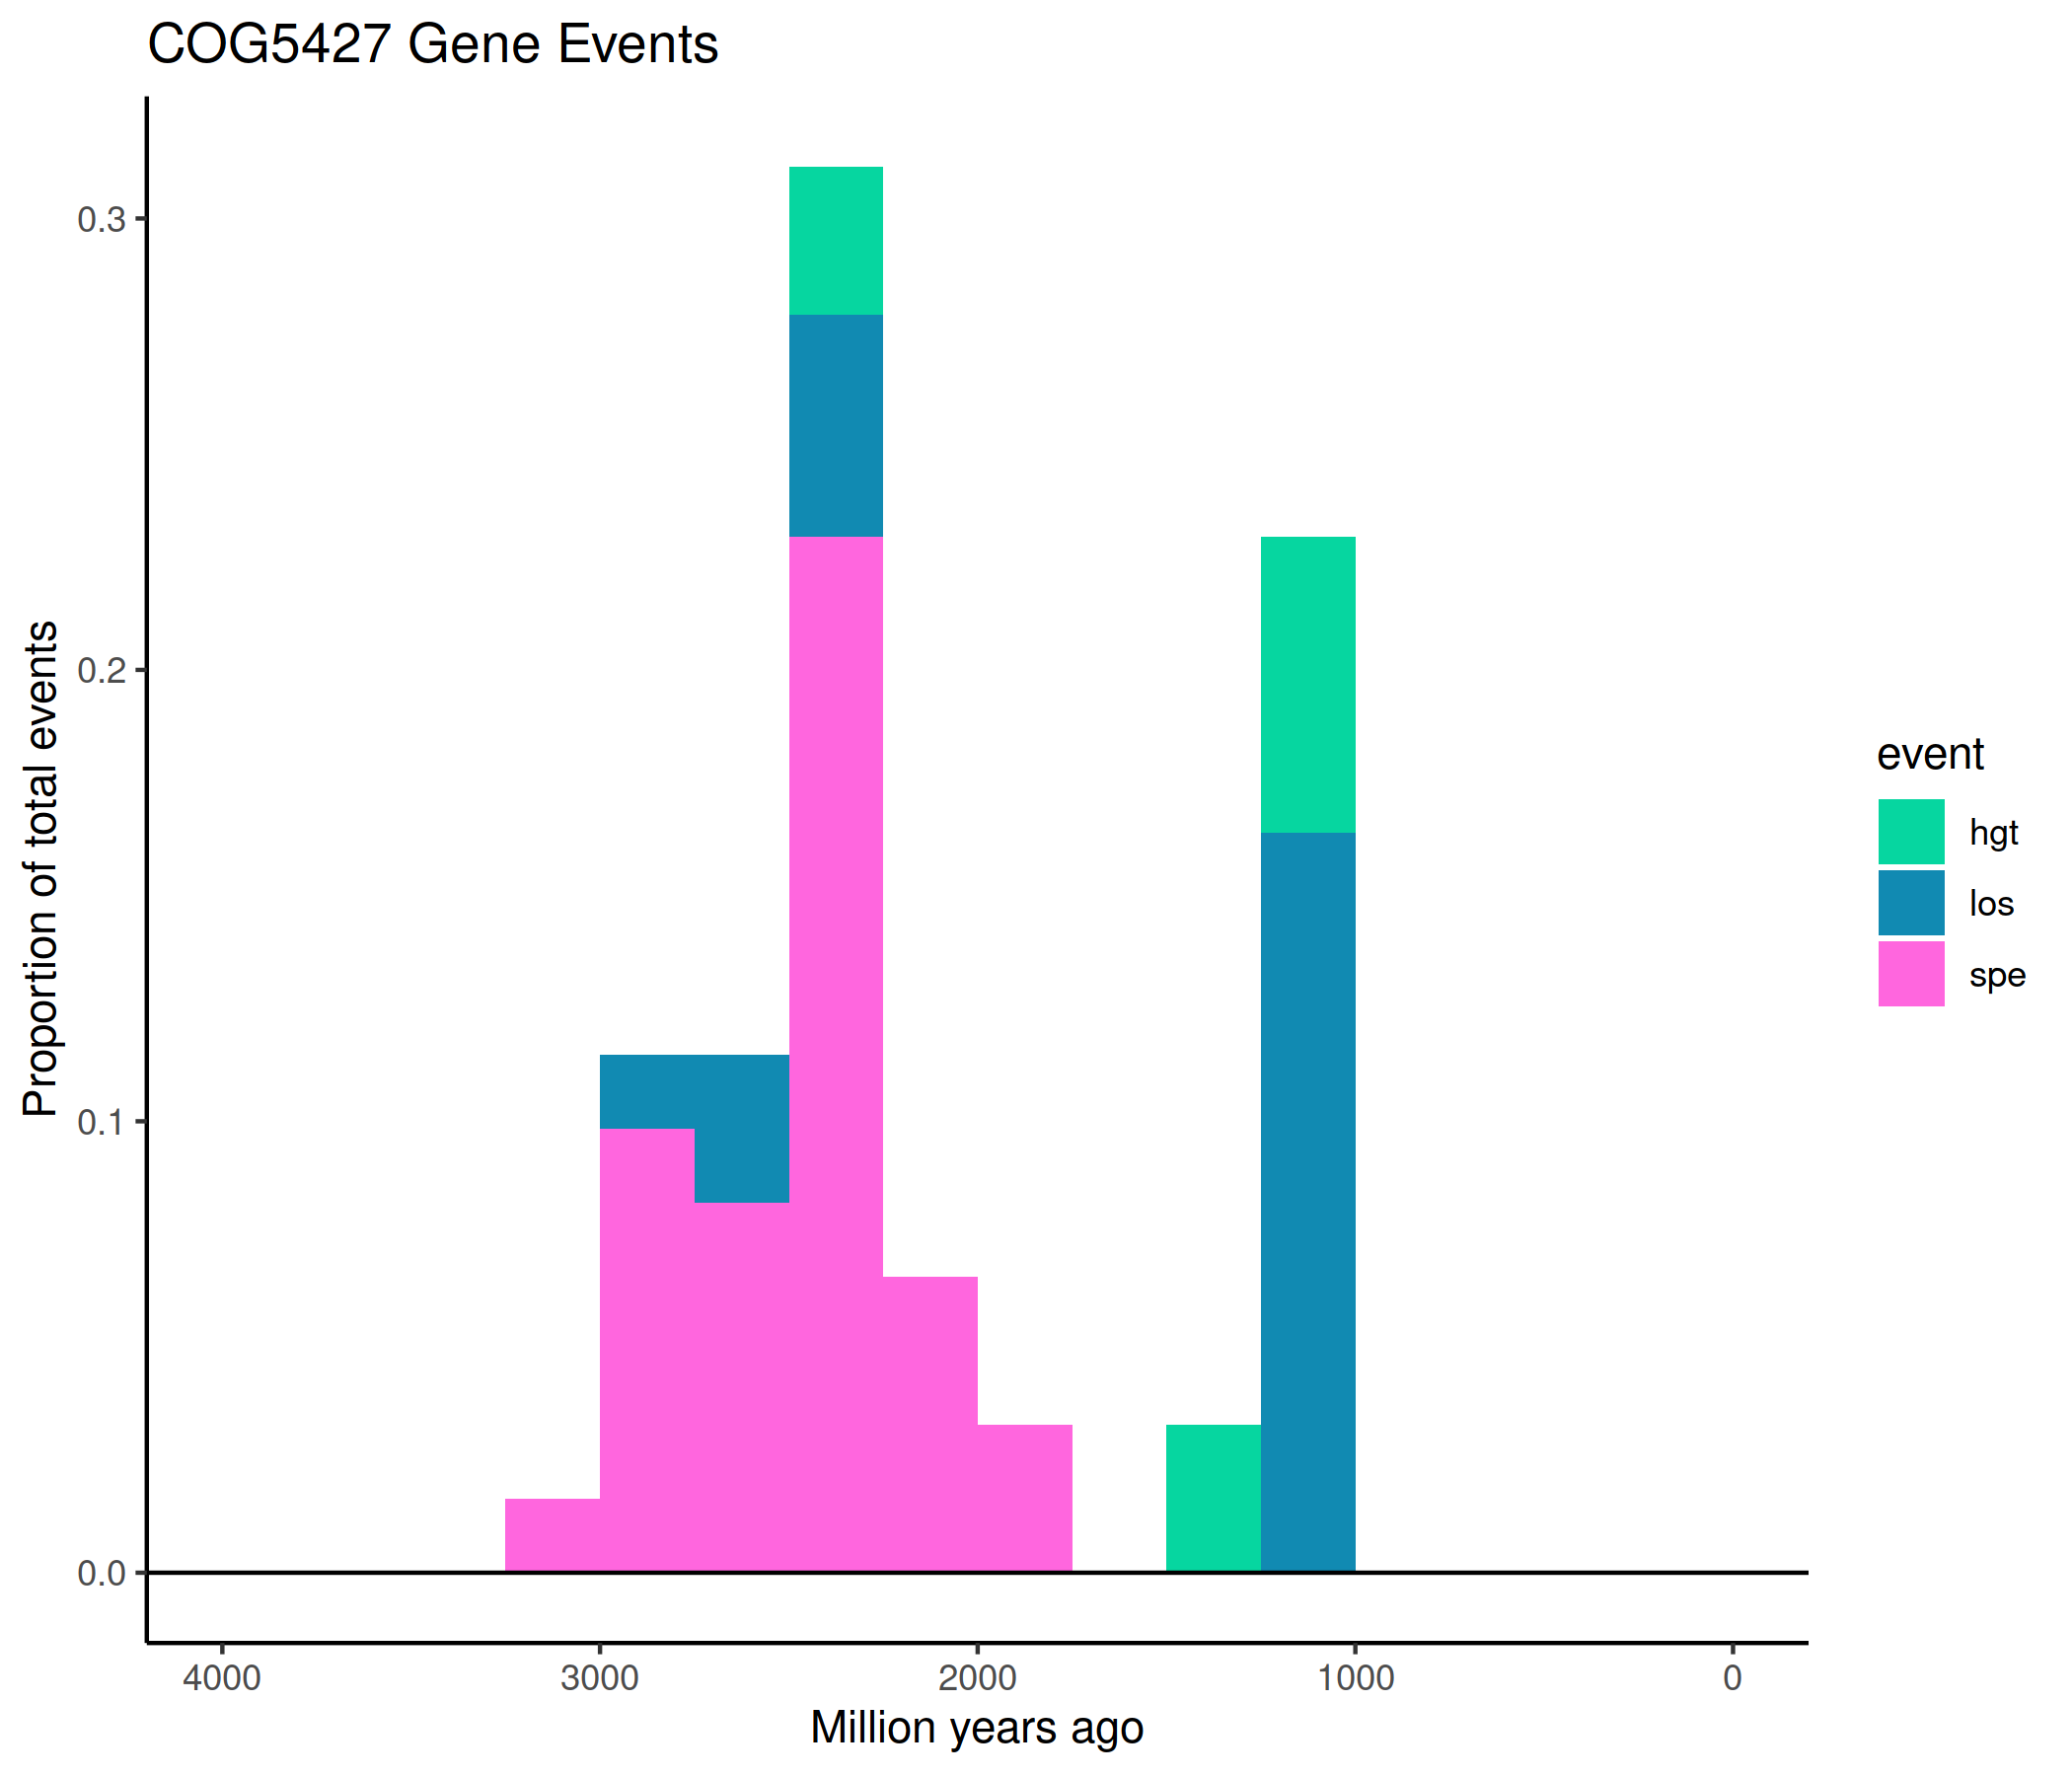 COG5427 Gene Events
Proportion of total events
0.3
0.2
0.1
0.0
4000 3000 2000 1000 0
Million years ago
event
hgt
los
spe